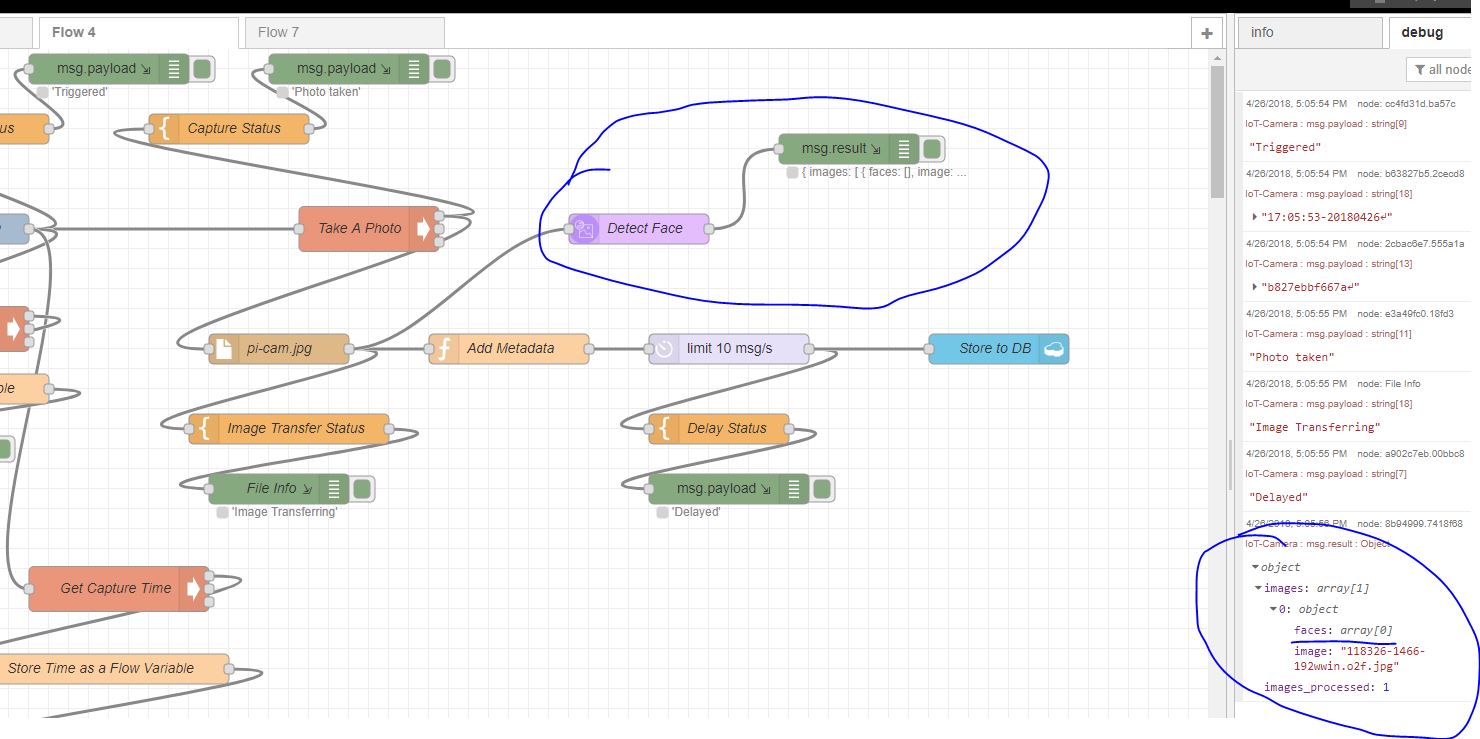 Flow 4
Flow 7
+
info
debug
all node
msg.payload
'Triggered'
msg.payload
'Photo taken'
us
Capture Status
msg.result
{ images: [ { faces: [], image: ...
Take A Photo
Detect Face
pi-cam.jpg
Add Metadata
limit 10 msg/s
Store to DB
ole
Image Transfer Status
Delay Status
File Info
'Image Transferring'
msg.payload
'Delayed'
Get Capture Time
Store Time as a Flow Variable
4/26/2018, 5:05:54 PM node: cc4fd31d.ba57c
IoT-Camera : msg.payload : string[9]
"Triggered"
4/26/2018, 5:05:54 PM node: b63827b5.2cecd8
IoT-Camera : msg.payload : string[18]
"17:05:53-20180426↵"
4/26/2018, 5:05:54 PM node: 2cbac6e7.555a1a
IoT-Camera : msg.payload : string[13]
"b827ebbf667a↵"
4/26/2018, 5:05:55 PM node: e3a49fc0.18fd3
IoT-Camera : msg.payload : string[11]
"Photo taken"
4/26/2018, 5:05:55 PM node: File Info
IoT-Camera : msg.payload : string[18]
"Image Transferring"
4/26/2018, 5:05:55 PM node: a902c7eb.00bbc8
IoT-Camera : msg.payload : string[7]
"Delayed"
4/26/2018, 5:05:56 PM node: 8b94999.7418f68
IoT-Camera : msg.result : Object
object
images: array[1]
0: object
faces: array[0]
image: "118326-1466-
192wwin.o2f.jpg"
images_processed: 1